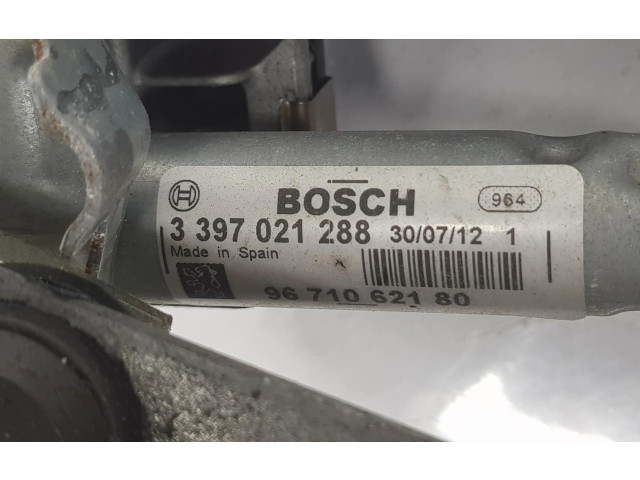 BOSCH 964
3 397 021 288 30/07/12 1
Made in Spain
96 710 621 80